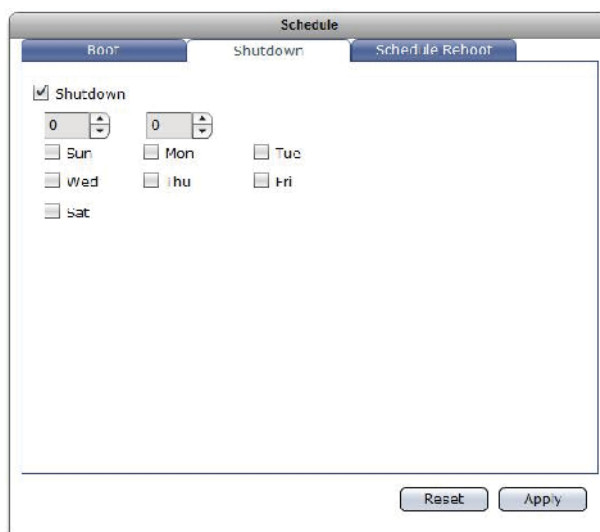 Schedule
Boot Shutdown Schedule Reboot
Shutdown
0 0
Sun Mon Tue
Wed Thu Fri
Sat
Reset Apply